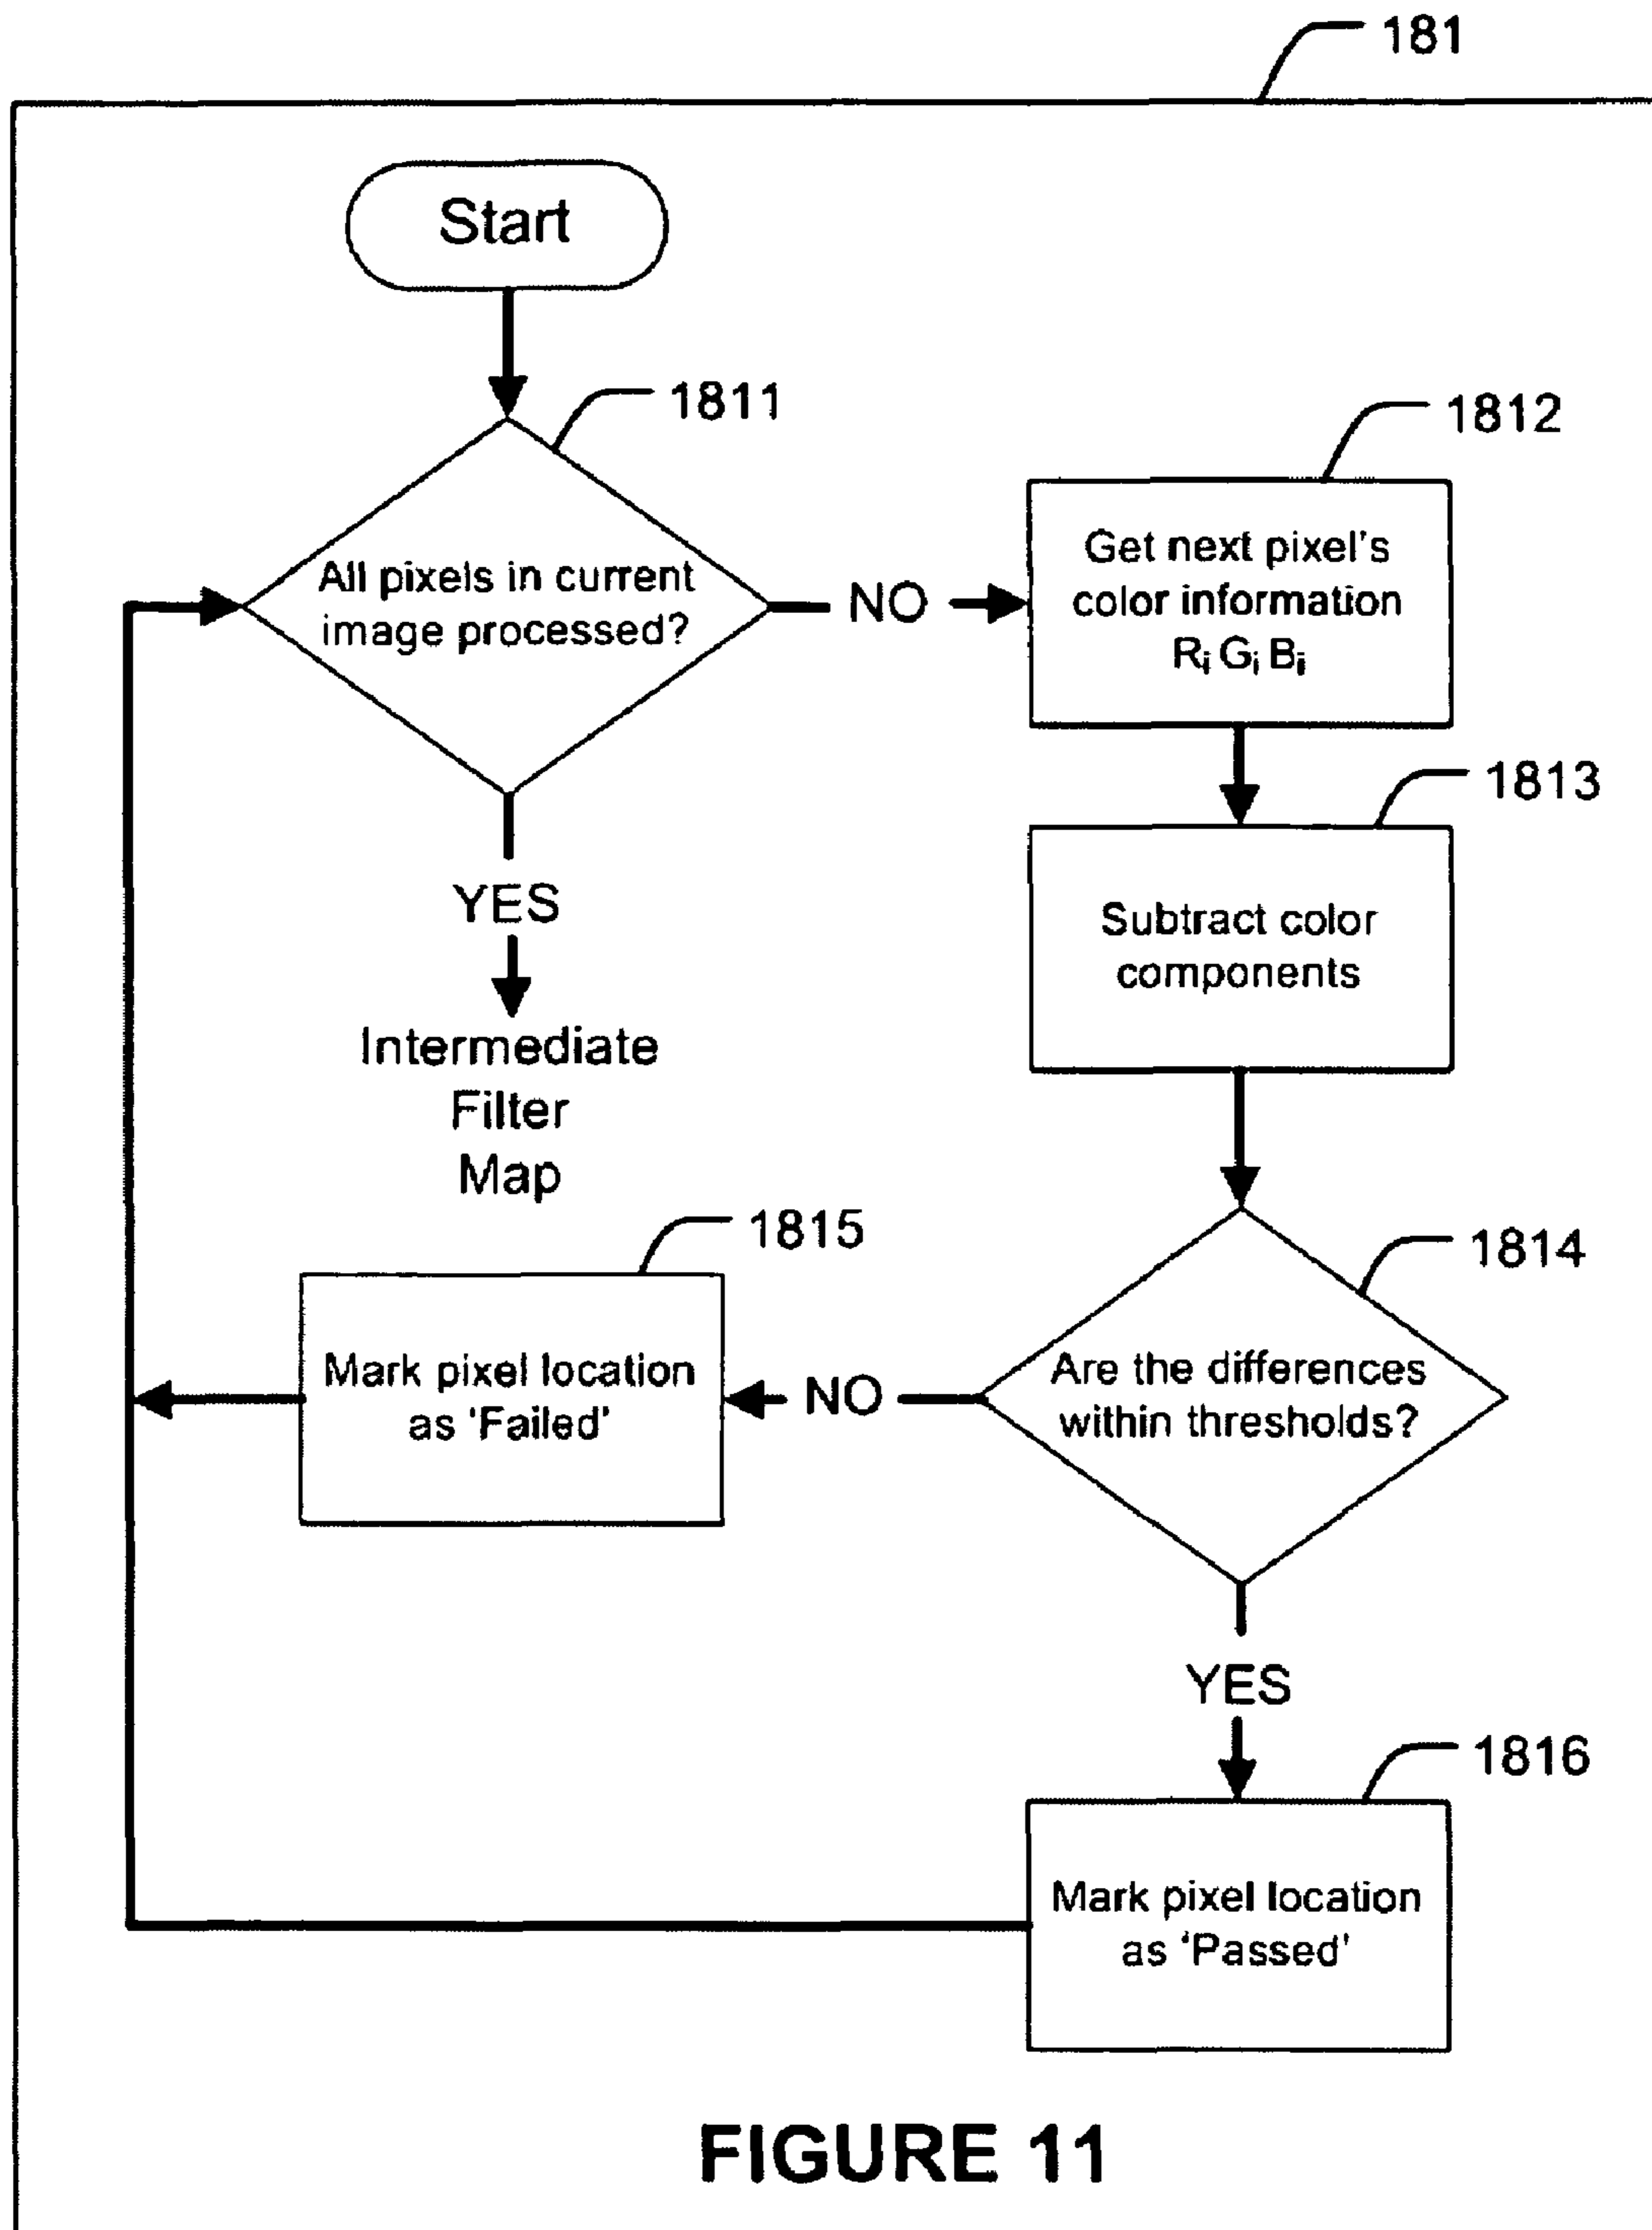 181
Start
1811
All pixels in current
image processed?
NO
1812
Get next pixel's
color information
Ri Gi Bi
1813
Subtract color
components
YES
Intermediate
Filter
Map
1814
Are the differences
within thresholds?
NO
1815
Mark pixel location
as 'Failed'
YES
1816
Mark pixel location
as 'Passed'
FIGURE 11